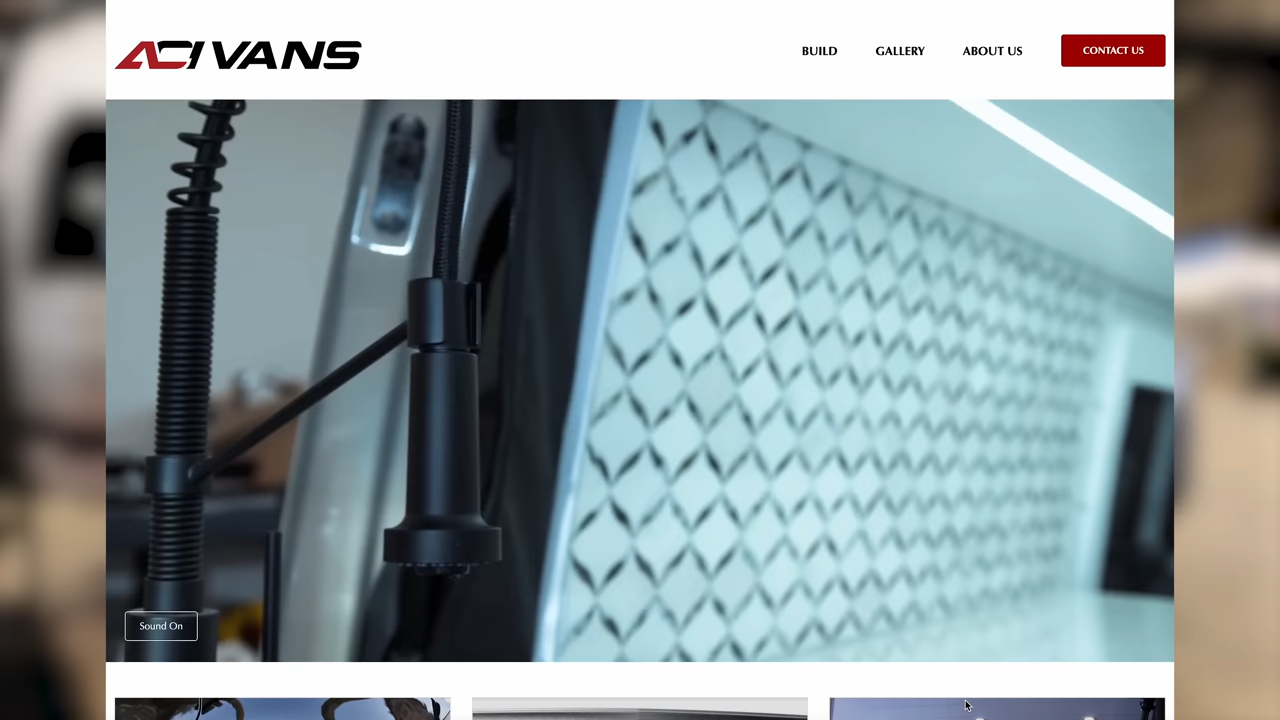 ACI VANS
BUILD
GALLERY
ABOUT US
CONTACT US
Sound On